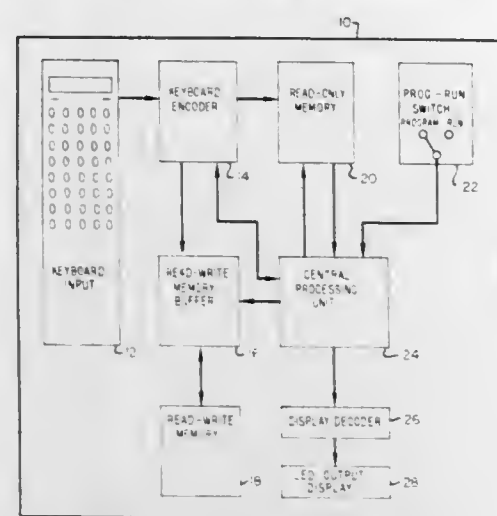 10
KEYBOARD
ENCODER
14
READ-ONLY
MEMORY
20
PROG-RUN
SWITCH
PROGRAM RUN
22
KEYBOARD
INPUT
12
READ-WRITE
MEMORY
BUFFER
16
CENTRAL
PROCESSING
UNIT
24
READ-WRITE
MEMORY
18
DISPLAY DECODER
26
LED OUTPUT
DISPLAY
28